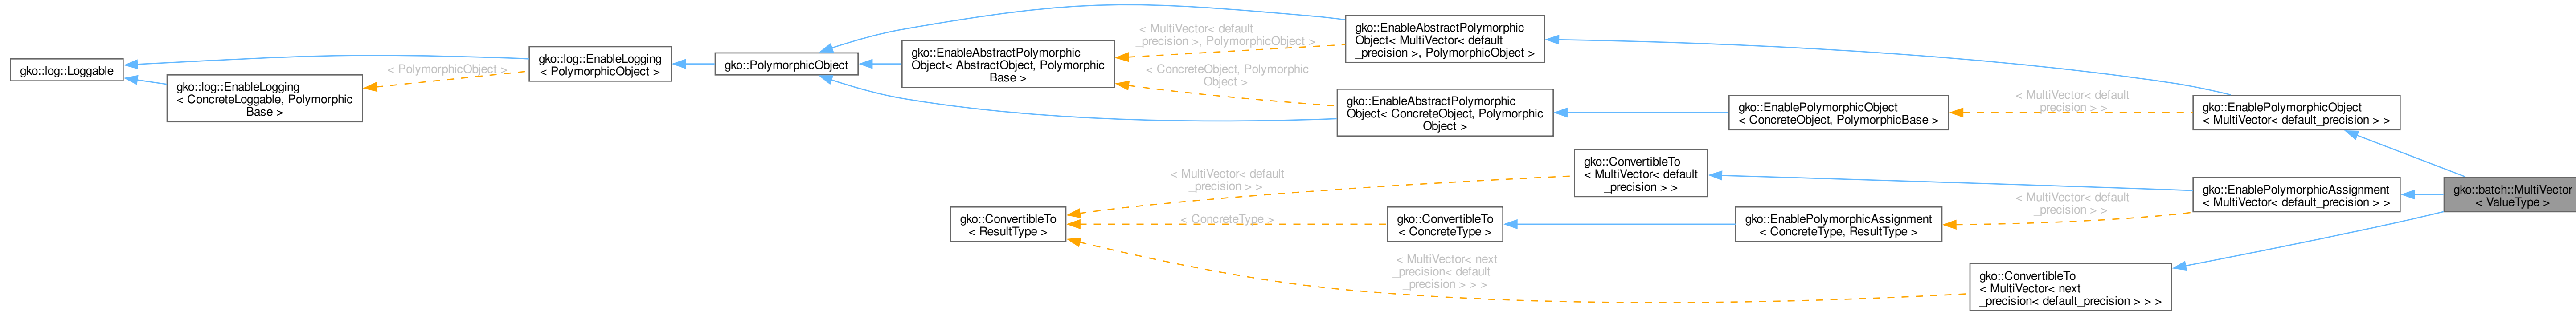 gko::log::Loggable
gko::log::EnableLogging
< ConcreteLoggable, Polymorphic
Base >
< PolymorphicObject >
gko::log::EnableLogging
< PolymorphicObject >
gko::PolymorphicObject
gko::EnableAbstractPolymorphic
Object< AbstractObject, Polymorphic
Base >
< MultiVector< default
_precision >, PolymorphicObject >
< ConcreteObject, Polymorphic
Object >
gko::EnableAbstractPolymorphic
Object< MultiVector< default
_precision >, PolymorphicObject >
gko::EnableAbstractPolymorphic
Object< ConcreteObject, Polymorphic
Object >
gko::EnablePolymorphicObject
< ConcreteObject, PolymorphicBase >
< MultiVector< default
_precision > >
gko::EnablePolymorphicObject
< MultiVector< default_precision > >
gko::ConvertibleTo
< ResultType >
< MultiVector< default
_precision > >
< ConcreteType >
< MultiVector< next
_precision< default
_precision > > >
gko::ConvertibleTo
< MultiVector< default
_precision > >
gko::ConvertibleTo
< ConcreteType >
gko::EnablePolymorphicAssignment
< ConcreteType, ResultType >
< MultiVector< default
_precision > >
gko::EnablePolymorphicAssignment
< MultiVector< default_precision > >
gko::ConvertibleTo
< MultiVector< next
_precision< default_precision > > >
gko::batch::MultiVector
< ValueType >